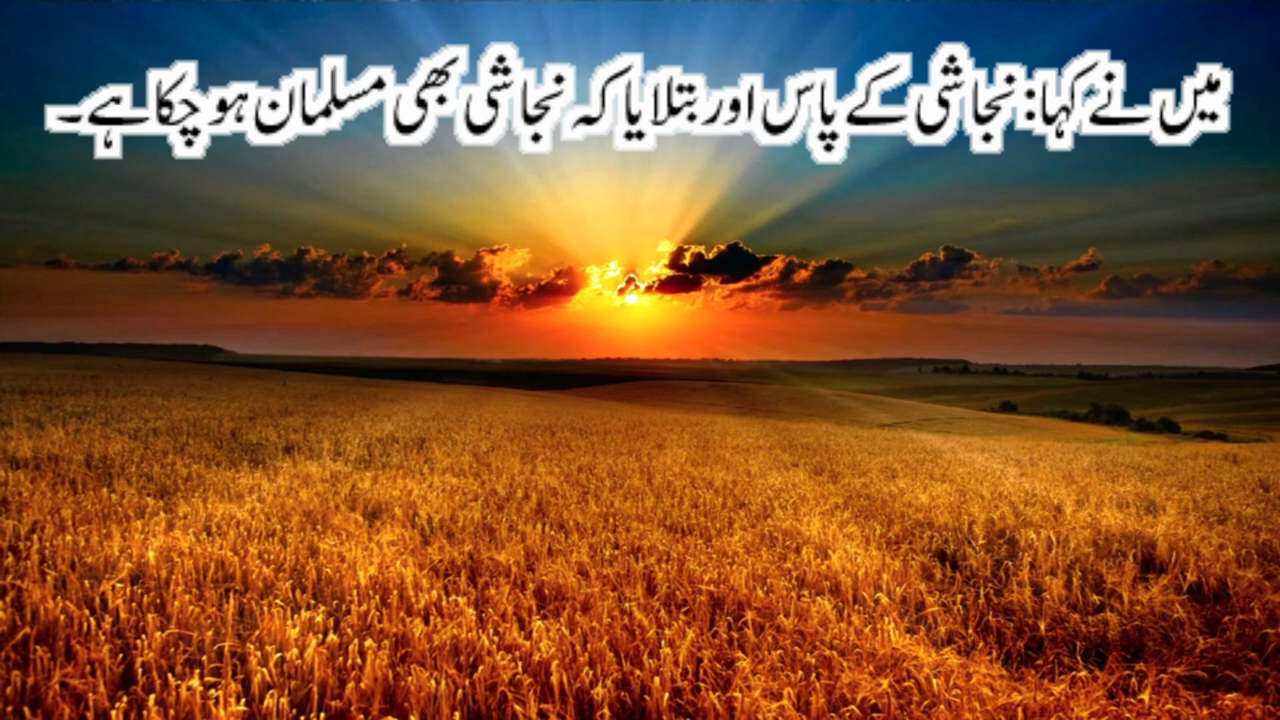 میں نے کہا: نجاشی کے پاس اور بتلایا کہ نجاشی بھی مسلمان ہو چکا ہے۔